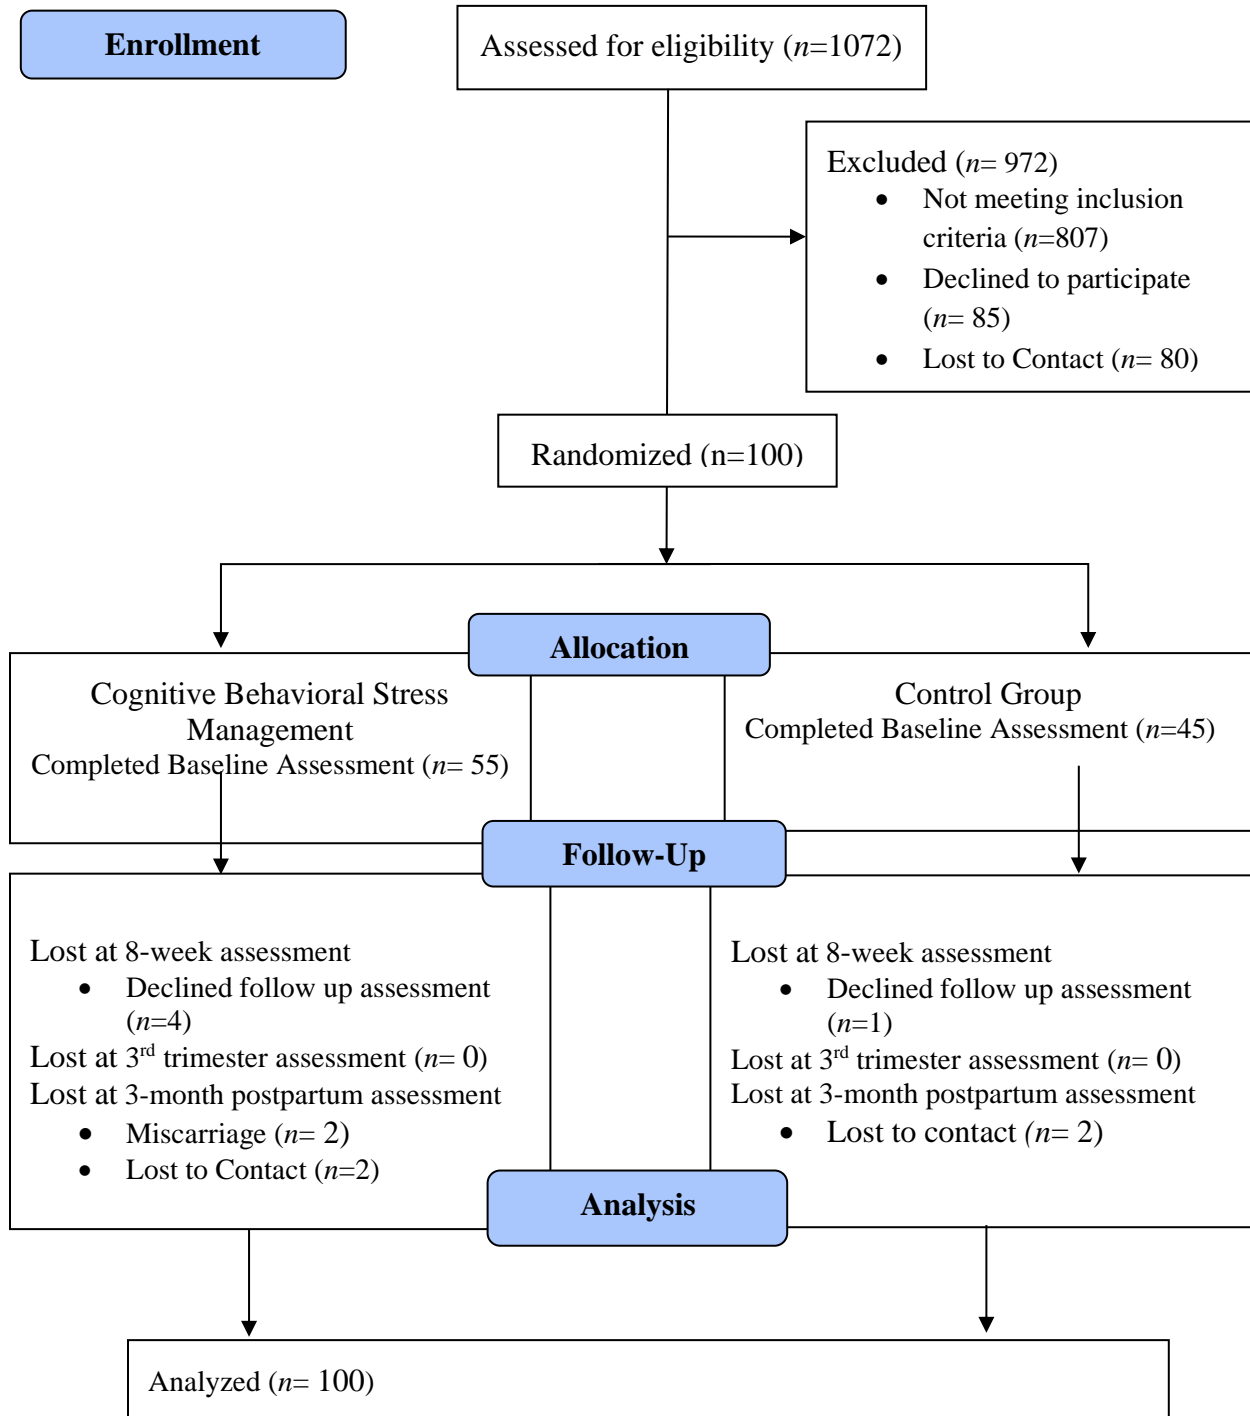 Enrollment
Assessed for eligibility (n=1072)
Excluded (n= 972)
• Not meeting inclusion
criteria (n=807)
• Declined to participate
(n= 85)
• Lost to Contact (n= 80)
Randomized (n=100)
Allocation
Cognitive Behavioral Stress
Management
Completed Baseline Assessment (n= 55)
Control Group
Completed Baseline Assessment (n=45)
Follow-Up
Lost at 8-week assessment
• Declined follow up assessment
(n=4)
Lost at 3rd trimester assessment (n= 0)
Lost at 3-month postpartum assessment
• Miscarriage (n= 2)
• Lost to Contact (n=2)
Lost at 8-week assessment
• Declined follow up assessment
(n=1)
Lost at 3rd trimester assessment (n= 0)
Lost at 3-month postpartum assessment
• Lost to contact (n= 2)
Analysis
Analyzed (n= 100)